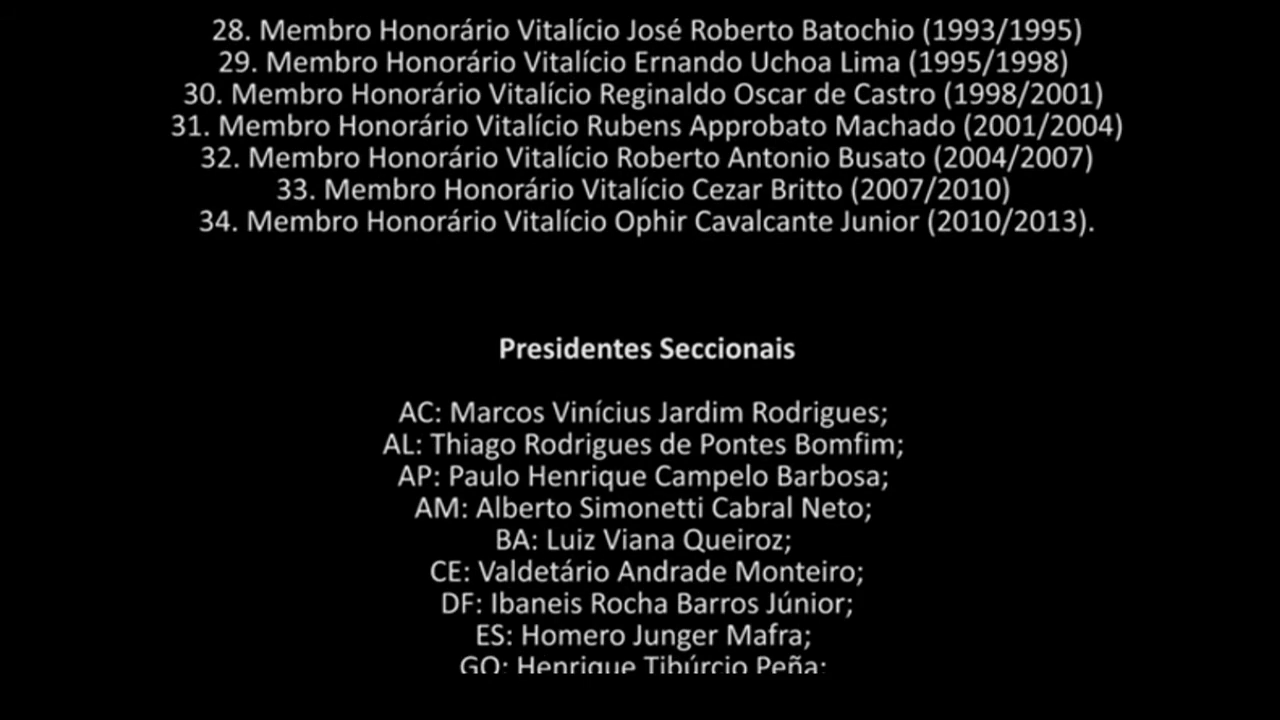 28. Membro Honorário Vitalício José Roberto Batochio (1993/1995)
29. Membro Honorário Vitalício Ernando Uchoa Lima (1995/1998)
30. Membro Honorário Vitalício Reginaldo Oscar de Castro (1998/2001)
31. Membro Honorário Vitalício Rubens Approbato Machado (2001/2004)
32. Membro Honorário Vitalício Roberto Antonio Busato (2004/2007)
33. Membro Honorário Vitalício Cezar Britto (2007/2010)
34. Membro Honorário Vitalício Ophir Cavalcante Junior (2010/2013).
Presidentes Seccionais
AC: Marcos Vinícius Jardim Rodrigues;
AL: Thiago Rodrigues de Pontes Bomfim;
AP: Paulo Henrique Campelo Barbosa;
AM: Alberto Simonetti Cabral Neto;
BA: Luiz Viana Queiroz;
CE: Valdetário Andrade Monteiro;
DF: Ibaneis Rocha Barros Júnior;
ES: Homero Junger Mafra;
GO: Henrique Tibúrcio Peña;